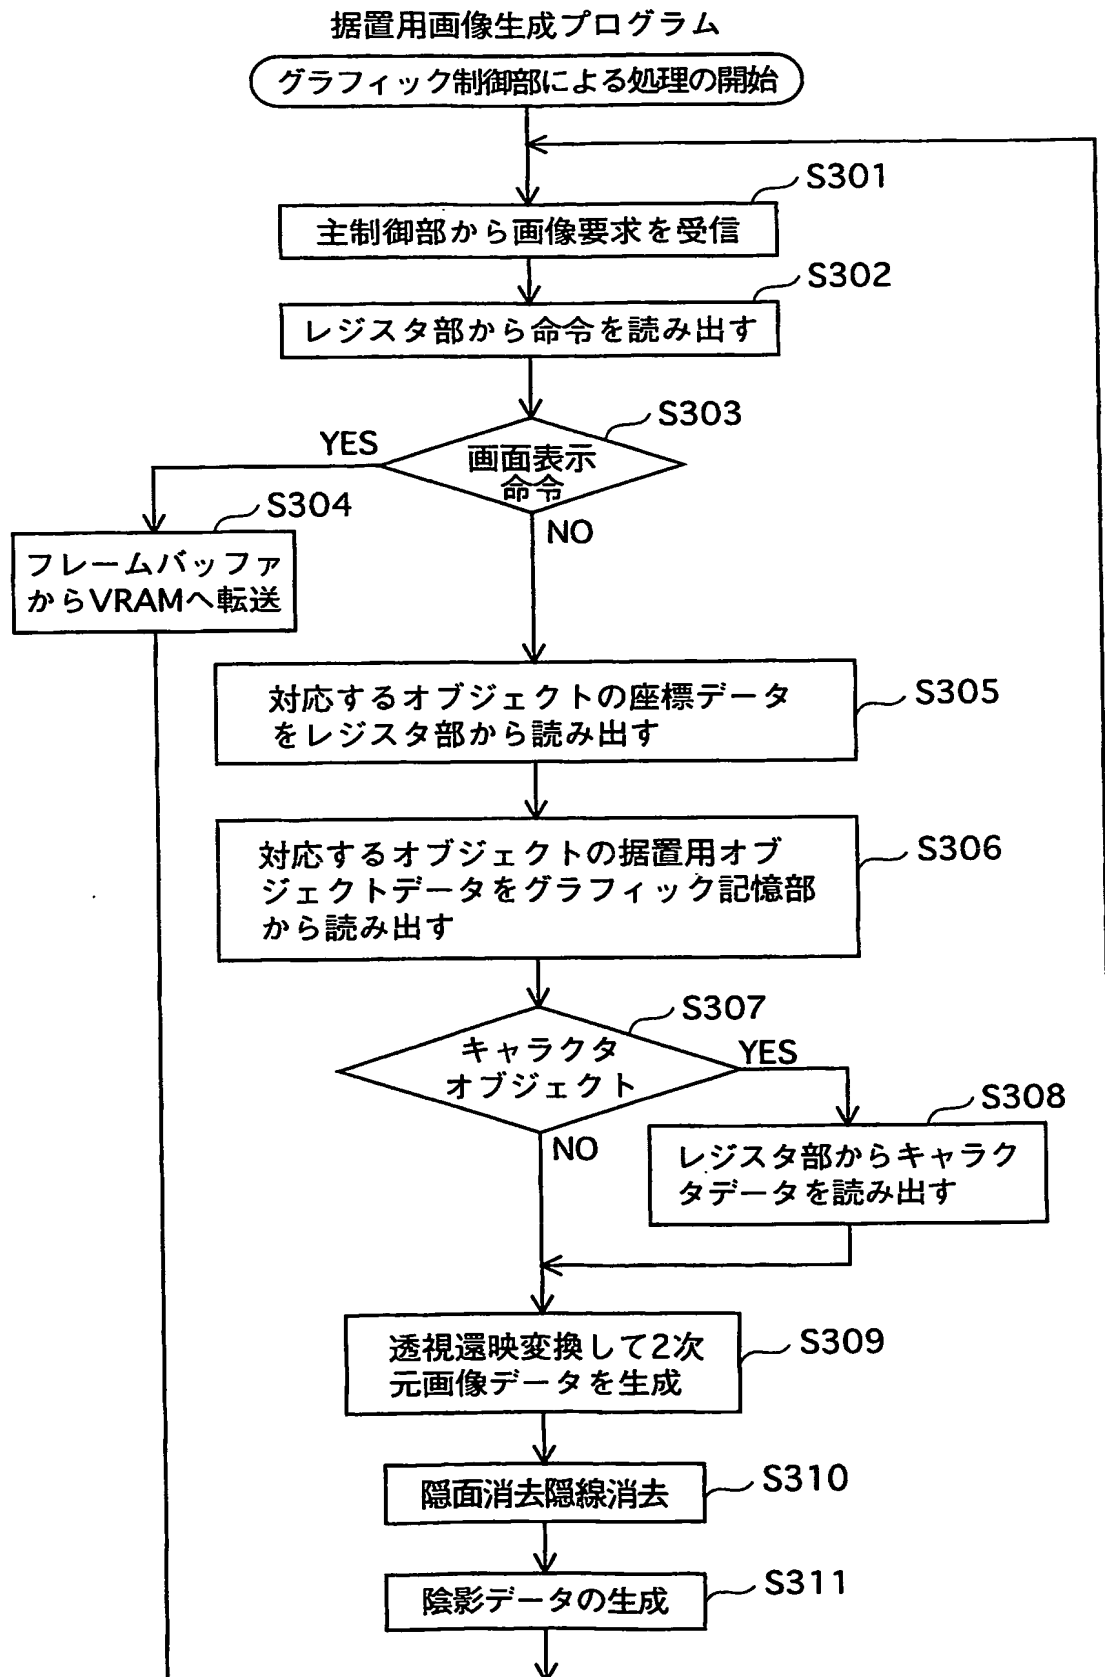 据置用画像生成プログラム
グラフィック制御部による処理の開始
S301
主制御部から画像要求を受信
S302
レジスタ部から命令を読み出す
S303
YES
画面表示
命令
S304
NO
フレームバッファ
からVRAMへ転送
対応するオブジェクトの座標データ
をレジスタ部から読み出す
S305
対応するオブジェクトの据置用オブ
ジェクトデータをグラフィック記憶部
から読み出す
S306
S307
キャラクタ
オブジェクト
YES
S308
NO
レジスタ部からキャラク
タデータを読み出す
透視還映変換して2次
元画像データを生成
S309
隠面消去隠線消去
S310
陰影データの生成
S311